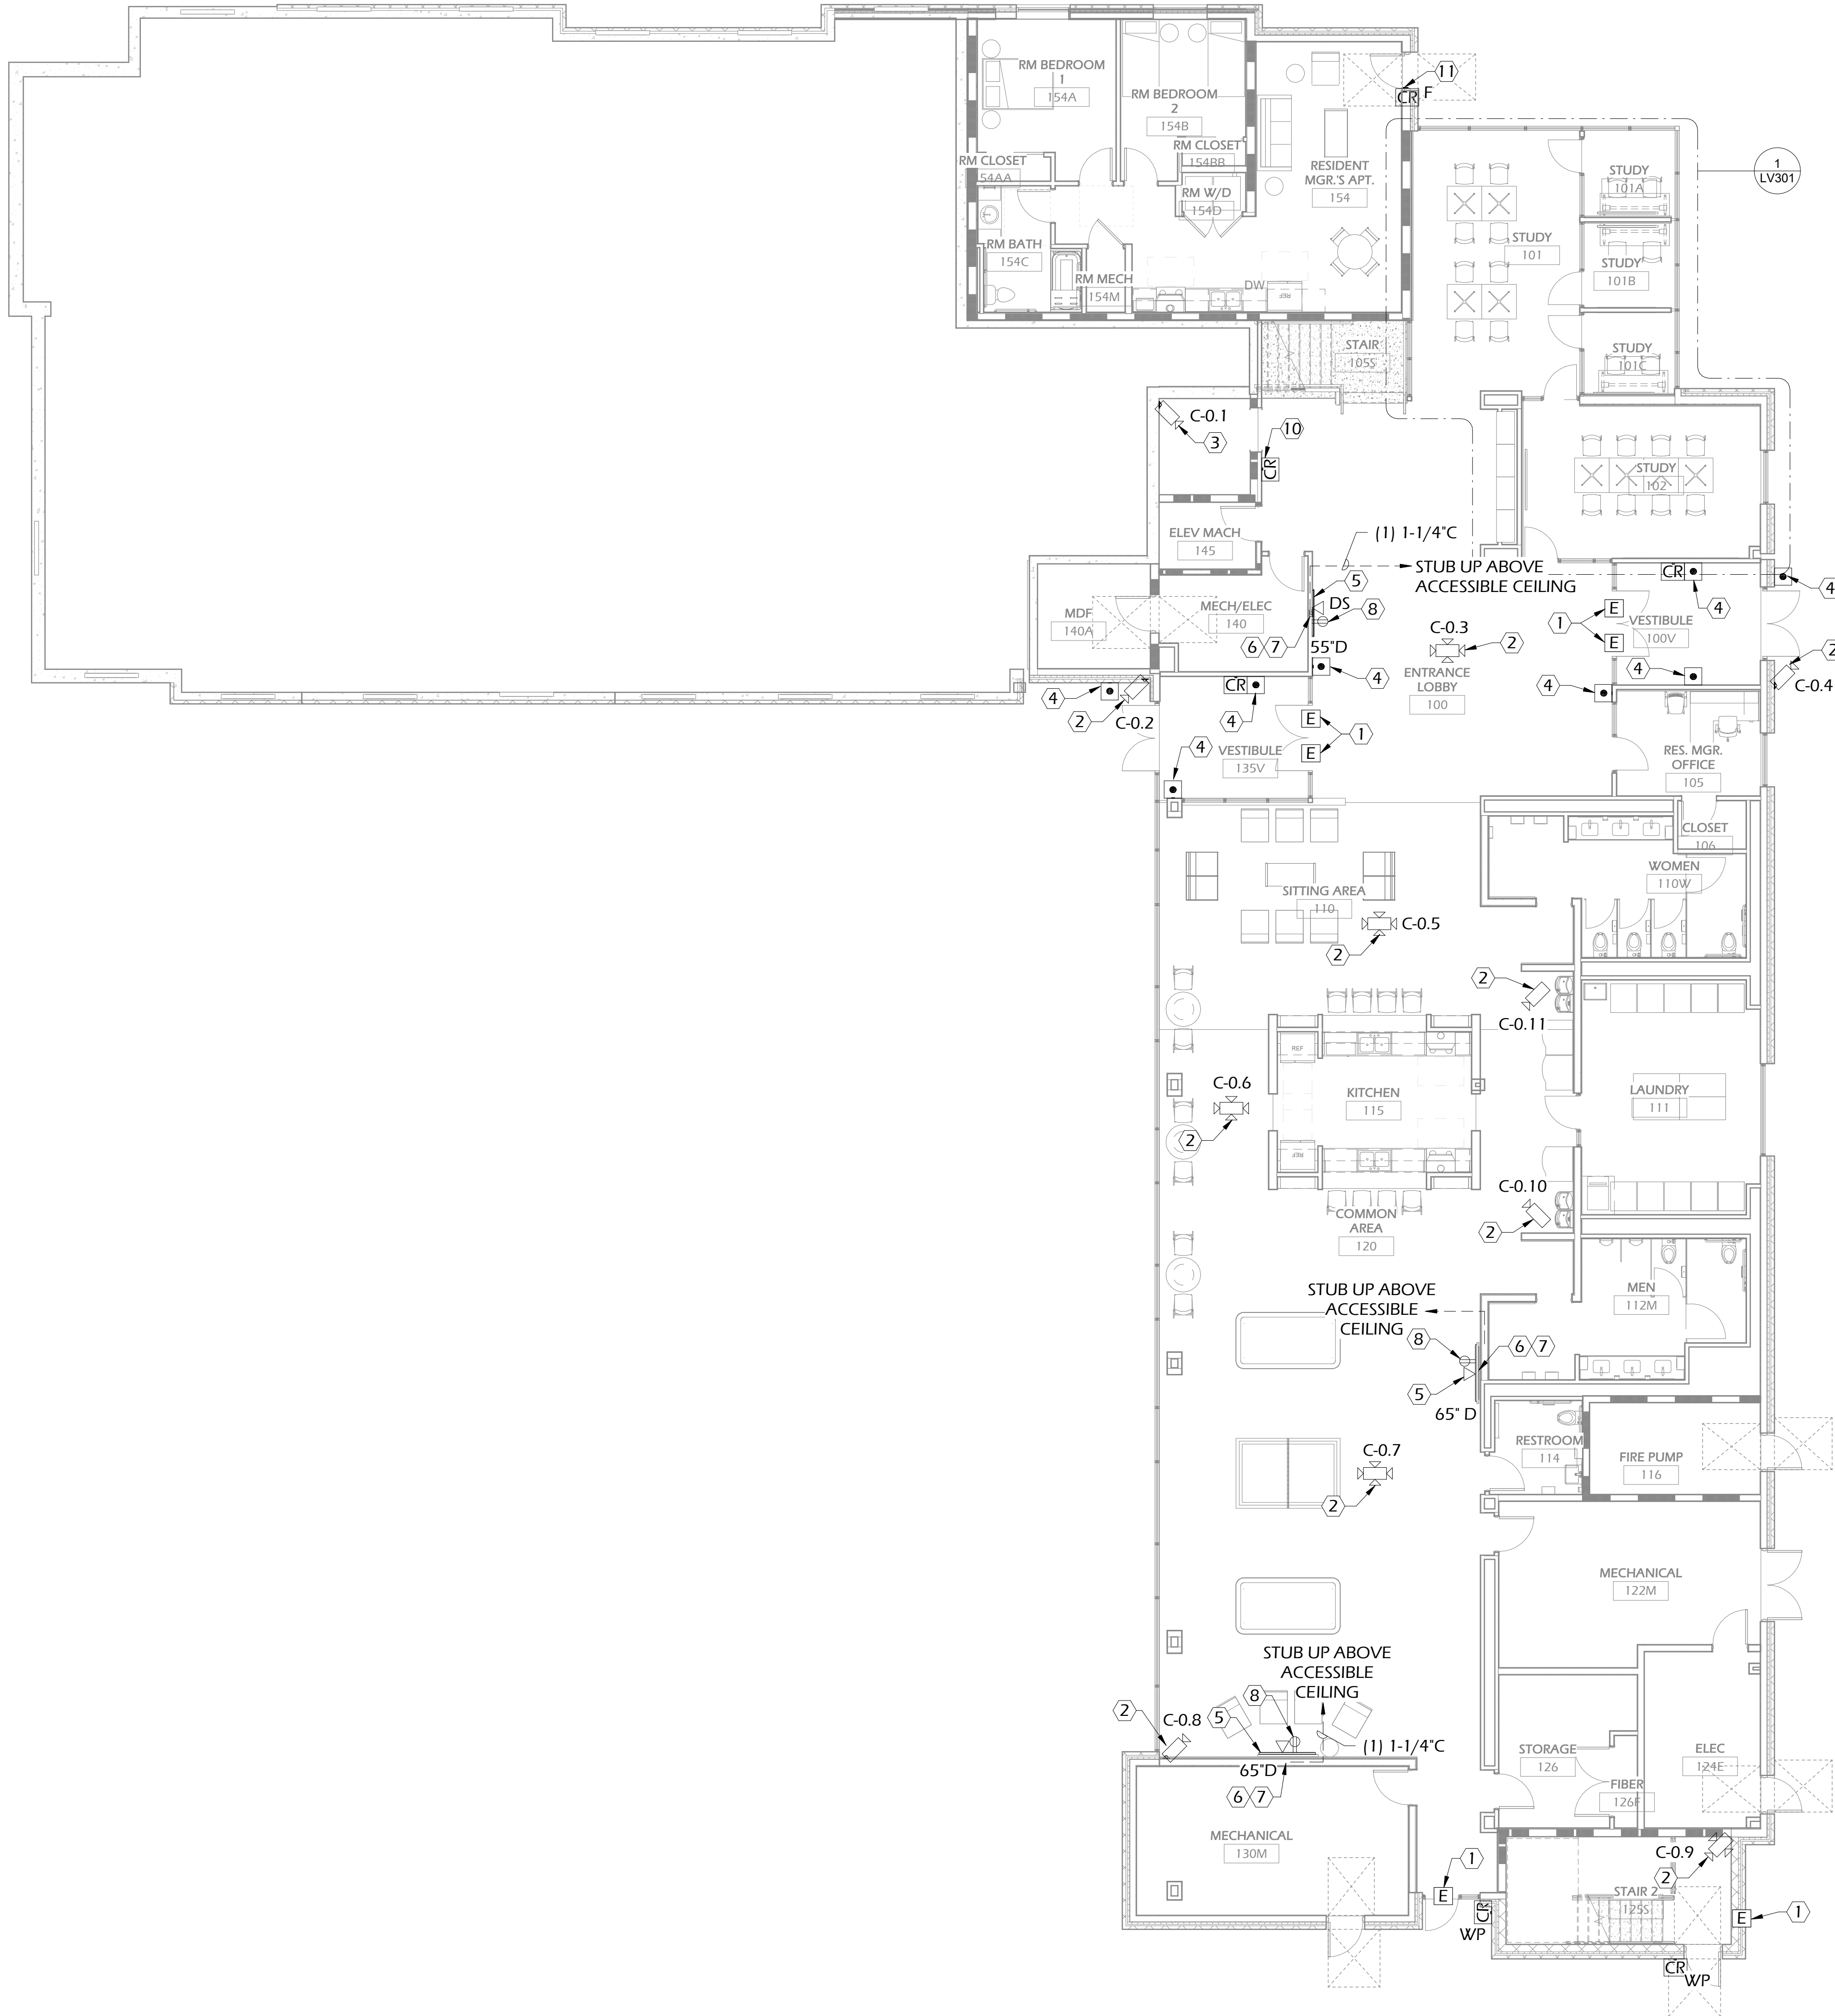 RM BEDROOM
1
154A
RM BEDROOM
2
154B
RM CLOSET
154BB
RM CLOSET
54AA
RM W/D
154D
RM BATH
154C
RM MECH
154M
DW
REF
RESIDENT
MGR.'S APT.
154
11
CR
F
1
LV301
STUDY
101A
STUDY
101
STUDY
101B
STUDY
101C
STAIR
105S
C-0.1
3
10
CR
STUDY
102
ELEV MACH
145
(1) 1-1/4"C
STUB UP ABOVE
ACCESSIBLE CEILING
5
DS
8
6
7
55"D
MDF
140A
MECH/ELEC
140
C-0.3
2
ENTRANCE
LOBBY
100
CR
4
4
1
E
E
VESTIBULE
100V
4
4
2
C-0.4
4
4
2
C-0.2
CR
4
4
E
E
1
VESTIBULE
135V
RES. MGR.
OFFICE
105
CLOSET
106
WOMEN
110W
SITTING AREA
110
C-0.5
2
2
C-0.11
REF
KITCHEN
115
REF
C-0.6
2
LAUNDRY
111
C-0.10
2
COMMON
AREA
120
STUB UP ABOVE
ACCESSIBLE
CEILING
8
6
7
5
65" D
MEN
112M
RESTROOM
114
FIRE PUMP
116
C-0.7
2
MECHANICAL
122M
STUB UP ABOVE
ACCESSIBLE
CEILING
8
2
C-0.8
5
(1) 1-1/4"C
65"D
6
7
STORAGE
126
FIBER
126F
ELEC
124E
MECHANICAL
130M
C-0.9
2
1
E
CR
WP
STAIR 2
125S
E
1
CR
WP